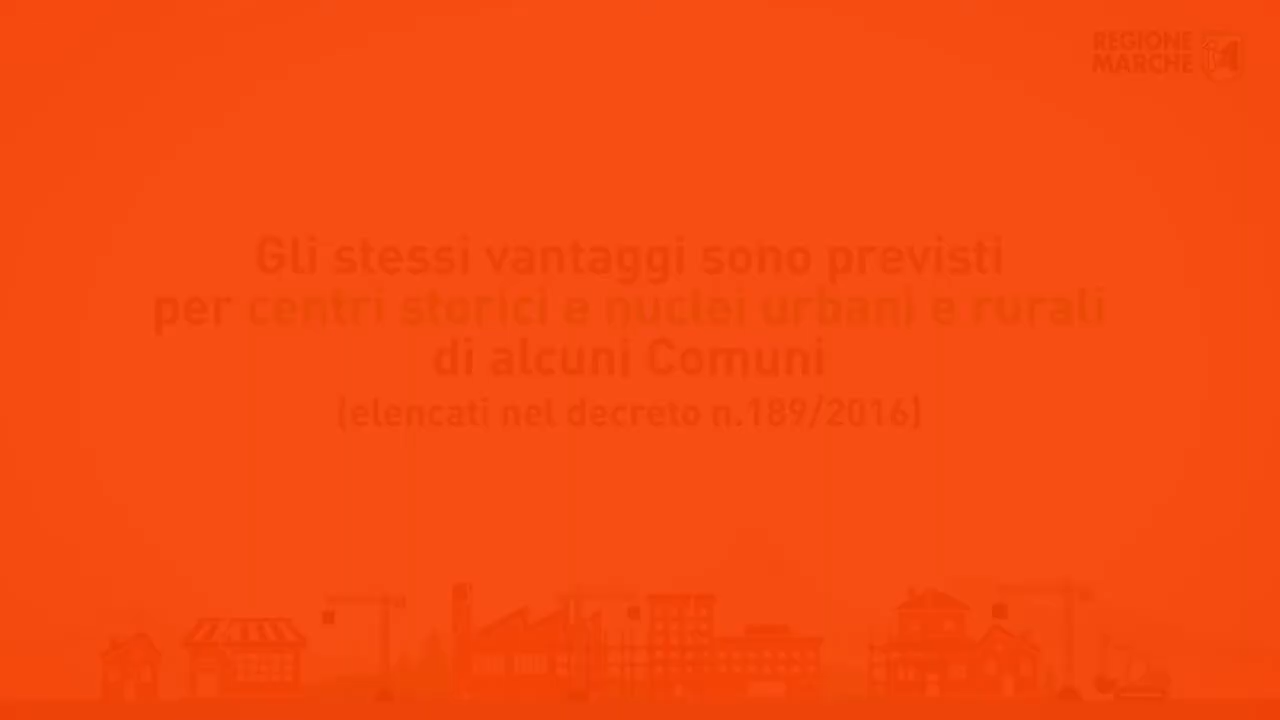 REGIONE
MARCHE
Gli stessi vantaggi sono previsti
per centri storici e nuclei urbani e rurali
di alcuni Comuni
(elencati nel decreto n.189/2016)